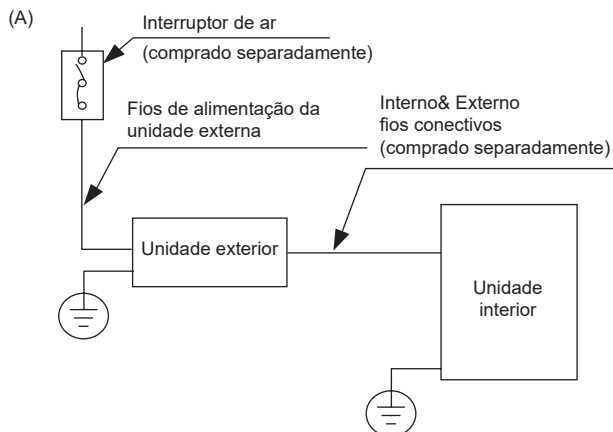 (A)
Interruptor de ar
(comprado separadamente)
Fios de alimentação da
unidade externa
Interno& Externo
fios conectivos
(comprado separadamente)
Unidade exterior
Unidade
interior